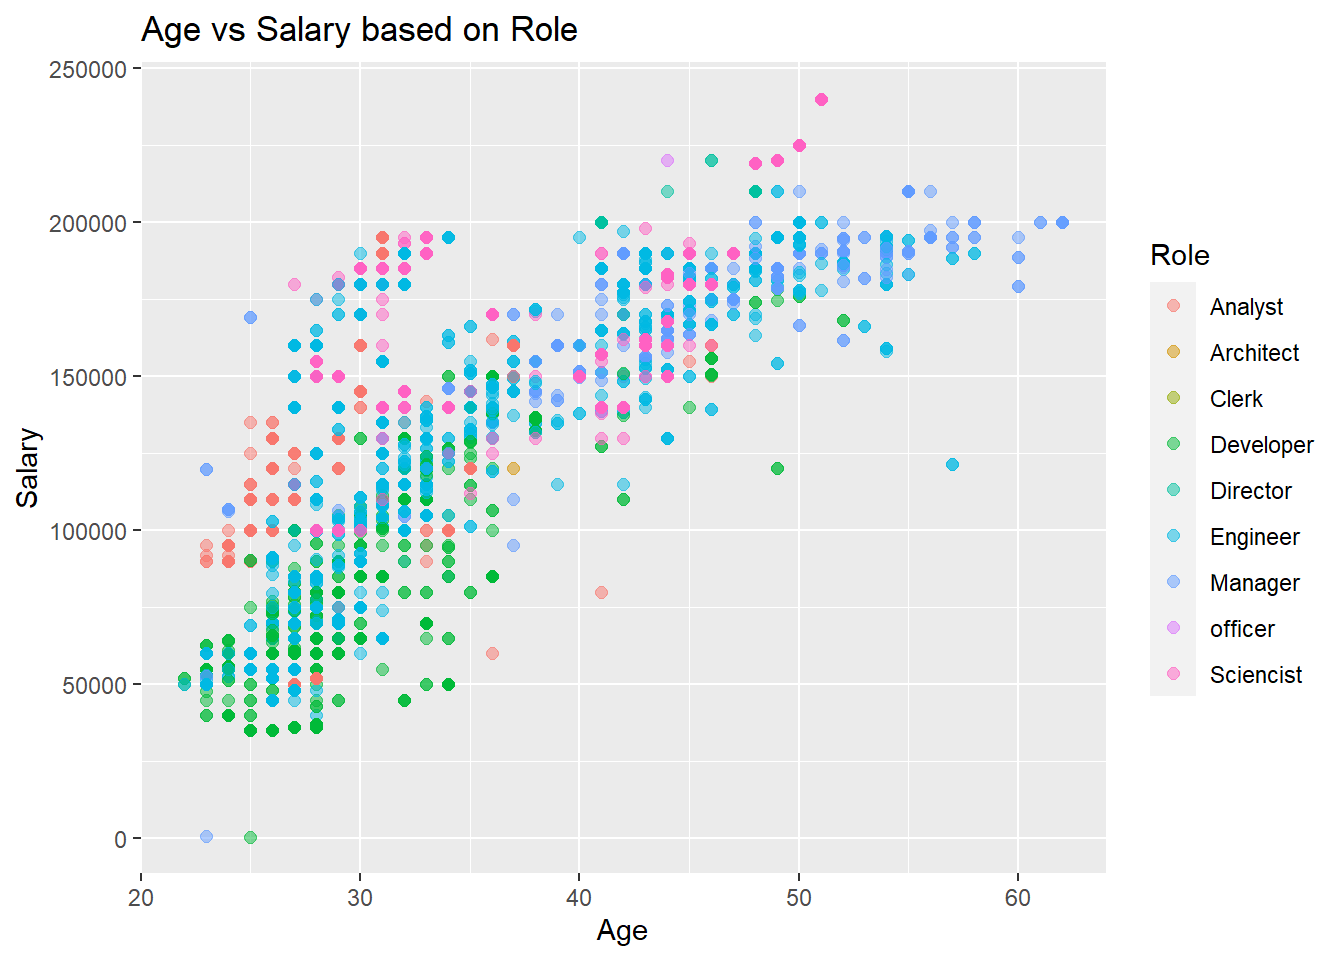 Age vs Salary based on Role
250000
200000
150000
100000
50000
0
Salary
20 30 40 50 60
Age
Role
Analyst
Architect
Clerk
Developer
Director
Engineer
Manager
officer
Sciencist